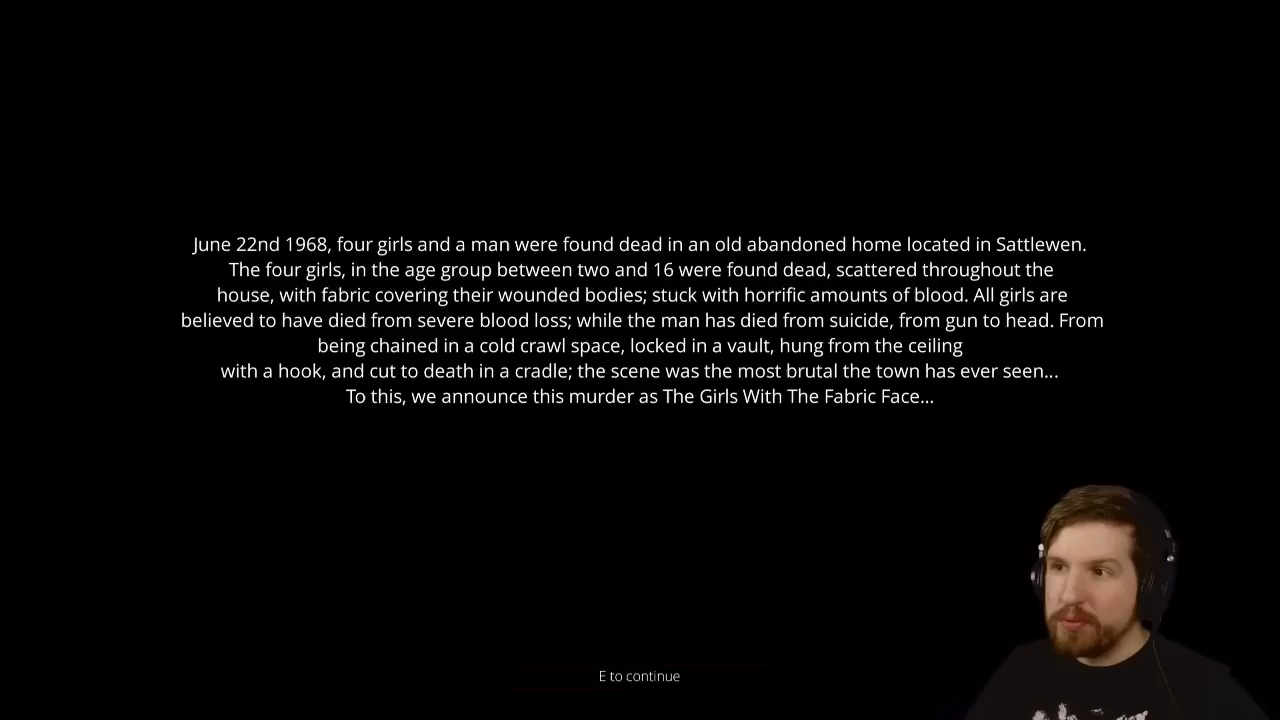 June 22nd 1968, four girls and a man were found dead in an old abandoned home located in Sattlewen.
The four girls, in the age group between two and 16 were found dead, scattered throughout the
house, with fabric covering their wounded bodies; stuck with horrific amounts of blood. All girls are
believed to have died from severe blood loss; while the man has died from suicide, from gun to head. From
being chained in a cold crawl space, locked in a vault, hung from the ceiling
with a hook, and cut to death in a cradle; the scene was the most brutal the town has ever seen...
To this, we announce this murder as The Girls With The Fabric Face...
E to continue